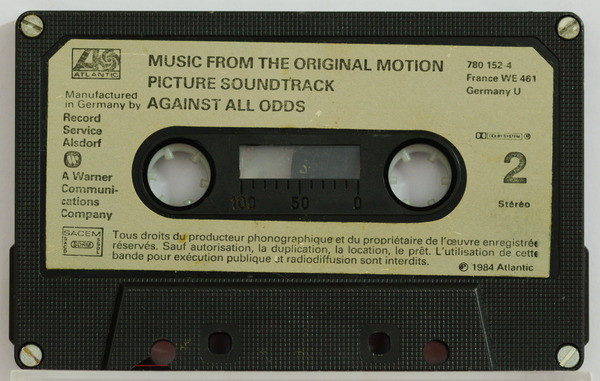 ATLANTIC
MUSIC FROM THE ORIGINAL MOTION
PICTURE SOUNDTRACK
AGAINST ALL ODDS
780 152-4
France WE 461
Germany U
Manufactured
in Germany by
Record
Service
Alsdorf
A Warner
Communi-
cations
Company
2
Stéréo
100 50 0
SACEM
Tous droits du producteur phonographique et du propriétaire de l'œuvre enregistrée
réservés. Sauf autorisation, la duplication, la location, le prêt. L'utilisation de cette
bande pour exécution publique et radiodiffusion sont interdits.
℗ 1984 Atlantic